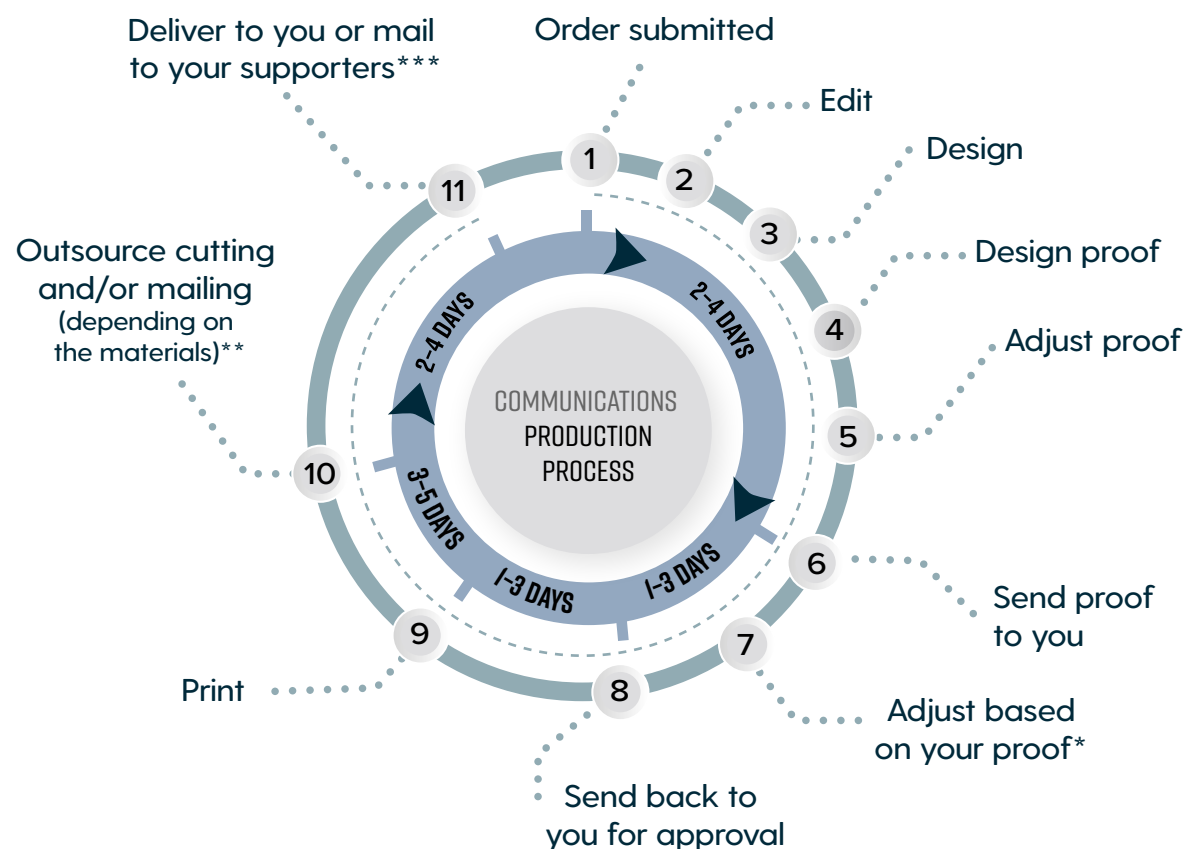 Deliver to you or mail
to your supporters***
Order submitted
Edit
Design
Design proof
Adjust proof
Send proof
to you
Adjust based
on your proof*
Send back to
you for approval
Print
Outsource cutting
and/or mailing
(depending on
the materials)**
1
2
3
4
5
6
7
8
9
10
11
2–4 DAYS
1–3 DAYS
1–3 DAYS
3–5 DAYS
2–4 DAYS
COMMUNICATIONS
PRODUCTION
PROCESS